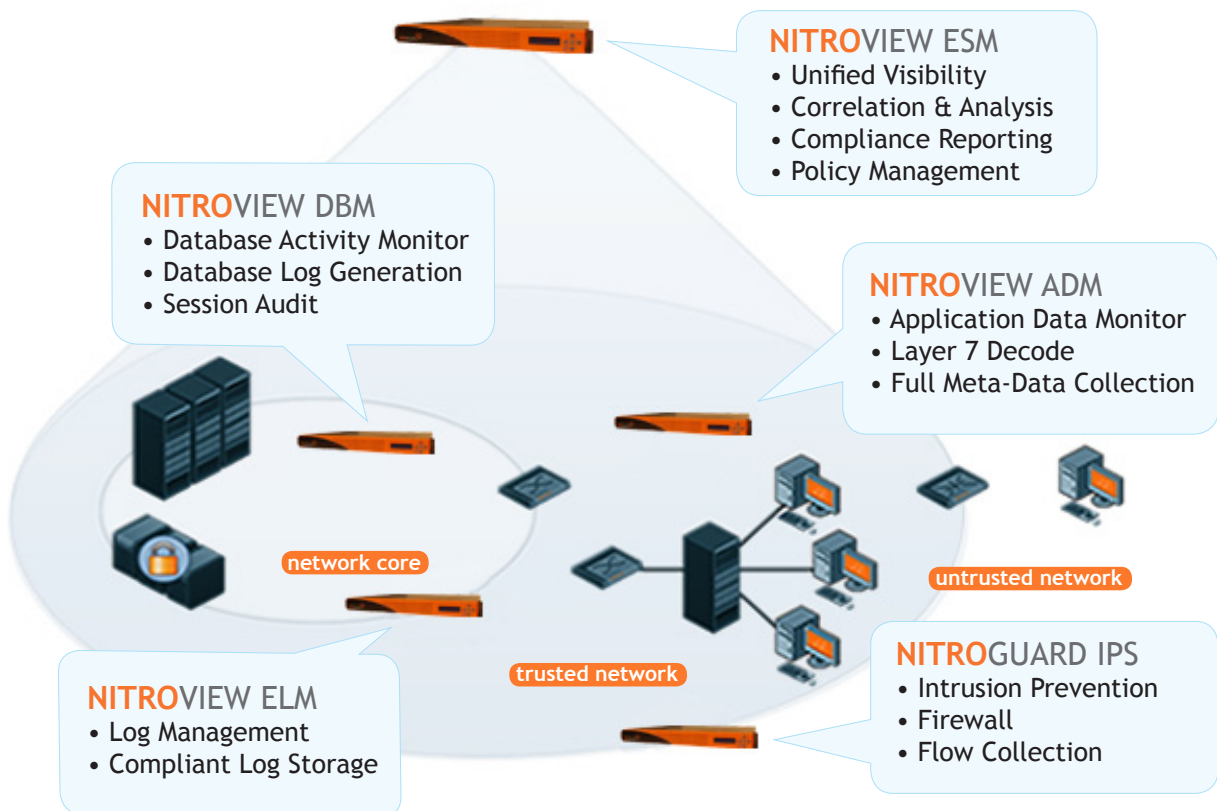 NITROVIEW ESM
• Unified Visibility
• Correlation & Analysis
• Compliance Reporting
• Policy Management
NITROVIEW DBM
• Database Activity Monitor
• Database Log Generation
• Session Audit
NITROVIEW ADM
• Application Data Monitor
• Layer 7 Decode
• Full Meta-Data Collection
network core
untrusted network
trusted network
NITROVIEW ELM
• Log Management
• Compliant Log Storage
NITROGUARD IPS
• Intrusion Prevention
• Firewall
• Flow Collection